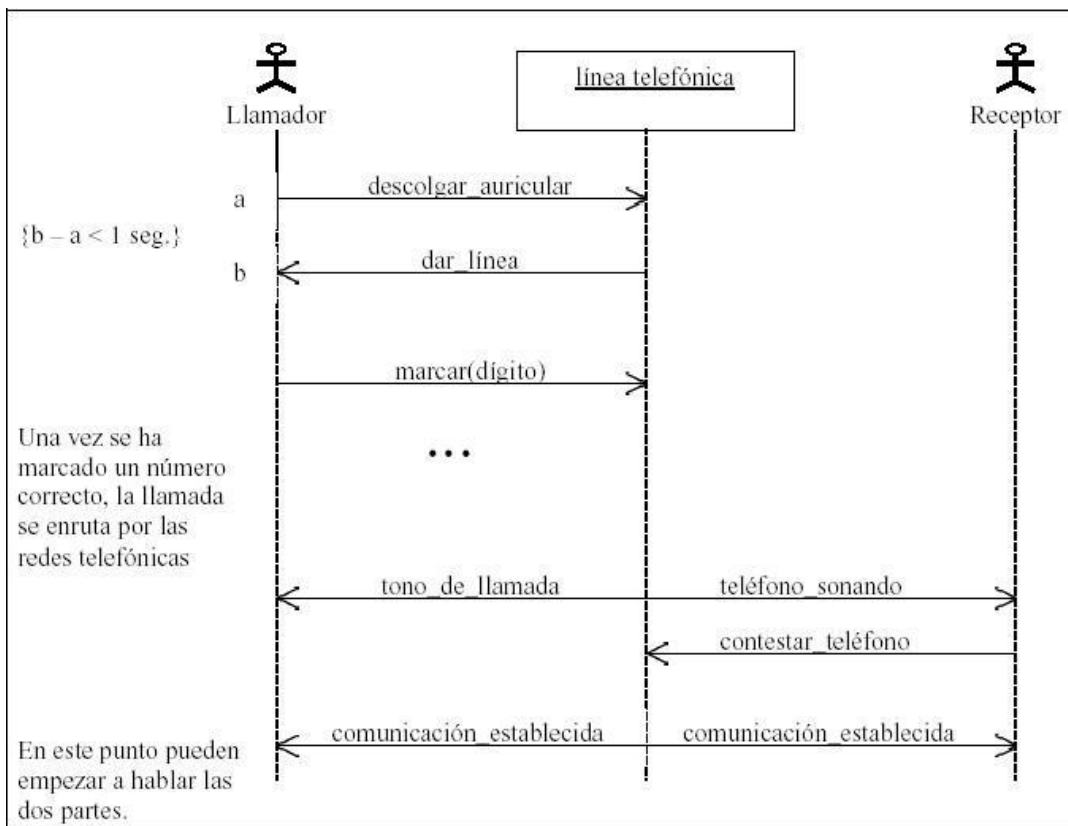 línea telefónica
Llamador
Receptor
a
descolgar_auricular
{b – a < 1 seg.}
b
dar_línea
marcar(dígito)
Una vez se ha
marcado un número
correcto, la llamada
se enruta por las
redes telefónicas
...
tono_de_llamada
teléfono_sonando
contestar_teléfono
comunicación_establecida
comunicación_establecida
En este punto pueden
empezar a hablar las
dos partes.